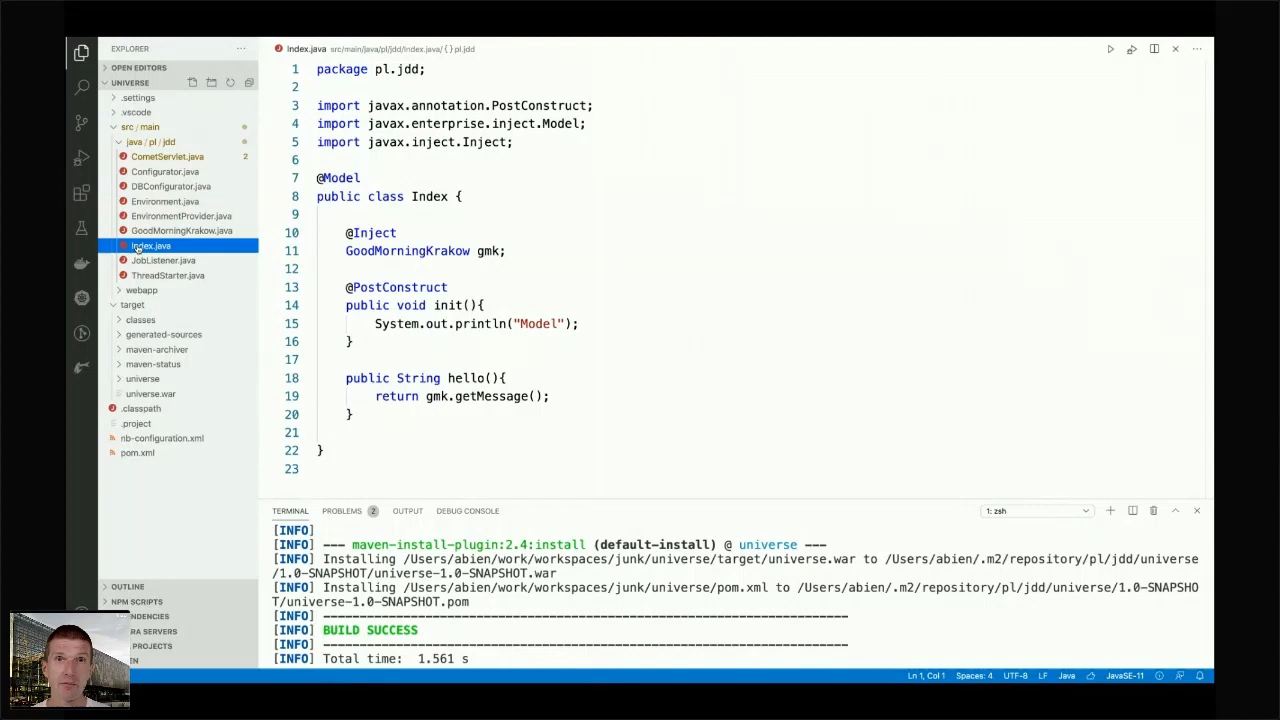 EXPLORER
OPEN EDITORS
UNIVERSE
.settings
.vscode
src / main
java / pl / jdd
CometServlet.java 2
Configurator.java
DBConfigurator.java
Environment.java
EnvironmentProvider.java
GoodMorningKrakow.java
Index.java
JobListener.java
ThreadStarter.java
webapp
target
classes
generated-sources
maven-archiver
maven-status
universe
universe.war
.classpath
.project
nb-configuration.xml
pom.xml
OUTLINE
NPM SCRIPTS
ENDENCIES
RA SERVERS
PROJECTS
EN
Index.java src/main/java/pl/jdd/Index.java/ { } pl.jdd
1 package pl.jdd;
2
3 import javax.annotation.PostConstruct;
4 import javax.enterprise.inject.Model;
5 import javax.inject.Inject;
6
7 @Model
8 public class Index {
9
10 @Inject
11 GoodMorningKrakow gmk;
12
13 @PostConstruct
14 public void init(){
15 System.out.println("Model");
16 }
17
18 public String hello(){
19 return gmk.getMessage();
20 }
21
22 }
23
TERMINAL PROBLEMS 2 OUTPUT DEBUG CONSOLE 1: zsh
[INFO]
[INFO] --- maven-install-plugin:2.4:install (default-install) @ universe ---
[INFO] Installing /Users/abien/work/workspaces/junk/universe/target/universe.war to /Users/abien/.m2/repository/pl/jdd/universe
/1.0-SNAPSHOT/universe-1.0-SNAPSHOT.war
[INFO] Installing /Users/abien/work/workspaces/junk/universe/pom.xml to /Users/abien/.m2/repository/pl/jdd/universe/1.0-SNAPSHO
T/universe-1.0-SNAPSHOT.pom
[INFO] ------------------------------------------------------------------------
[INFO] BUILD SUCCESS
[INFO] ------------------------------------------------------------------------
[INFO] Total time: 1.561 s
Ln 1, Col 1 Spaces: 4 UTF-8 LF Java JavaSE-11